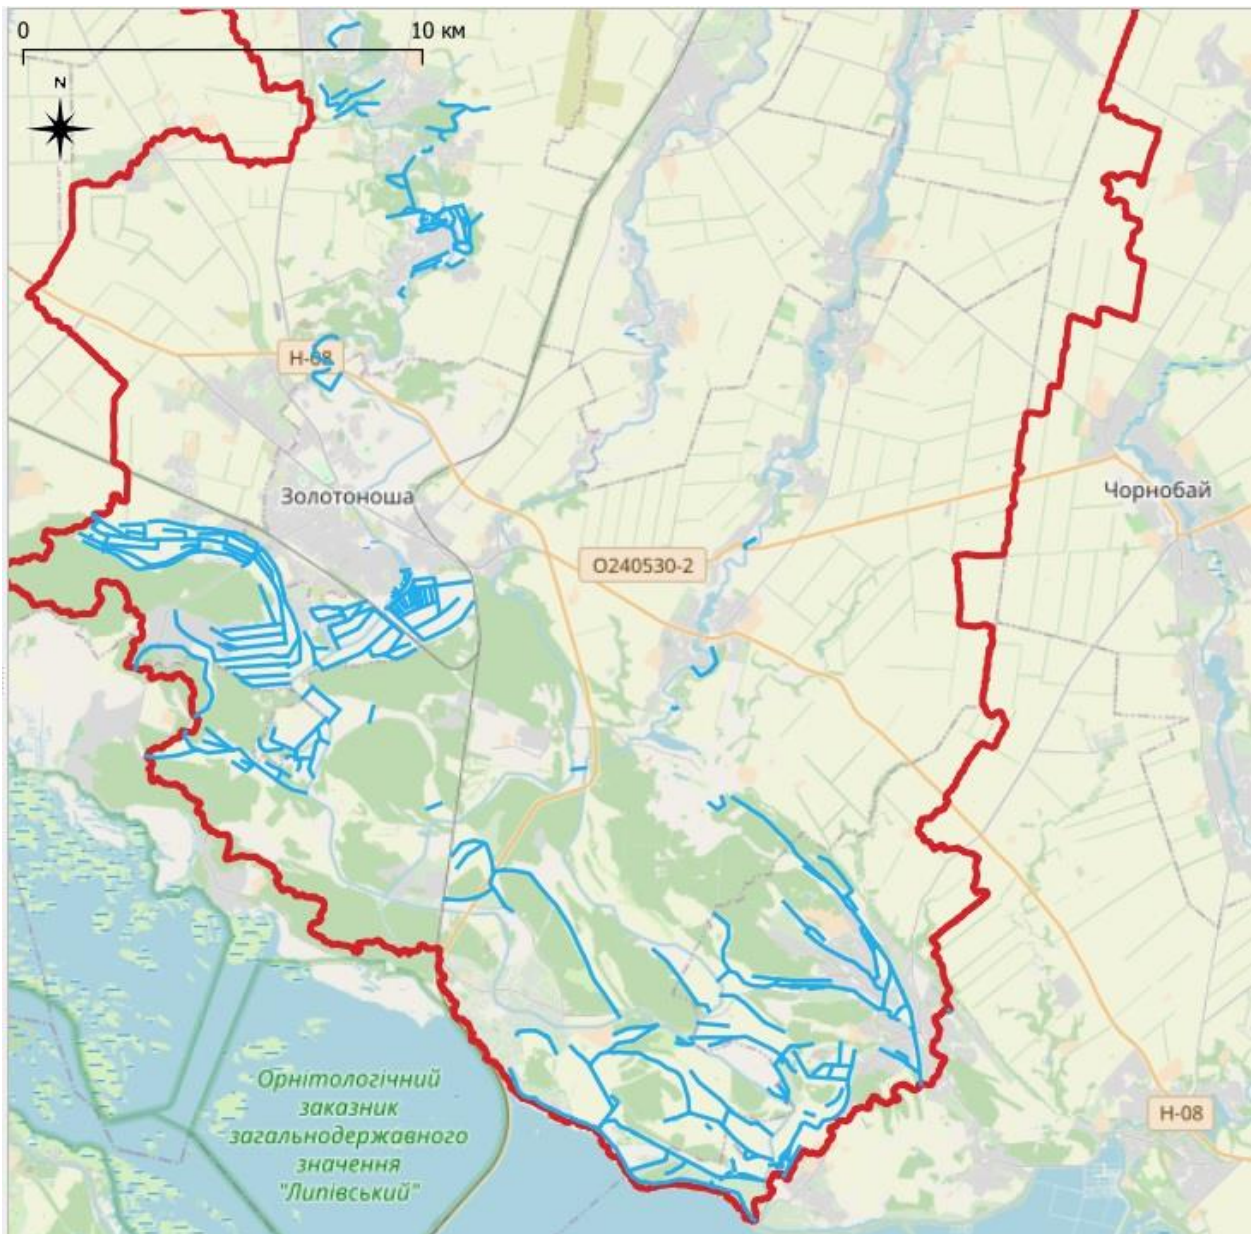 0
10 км
N
Н-08
Золотоноша
Чорнобай
О240530-2
Орнітологічний
заказник
загальнодержавного
значення
"Липівський"
Н-08